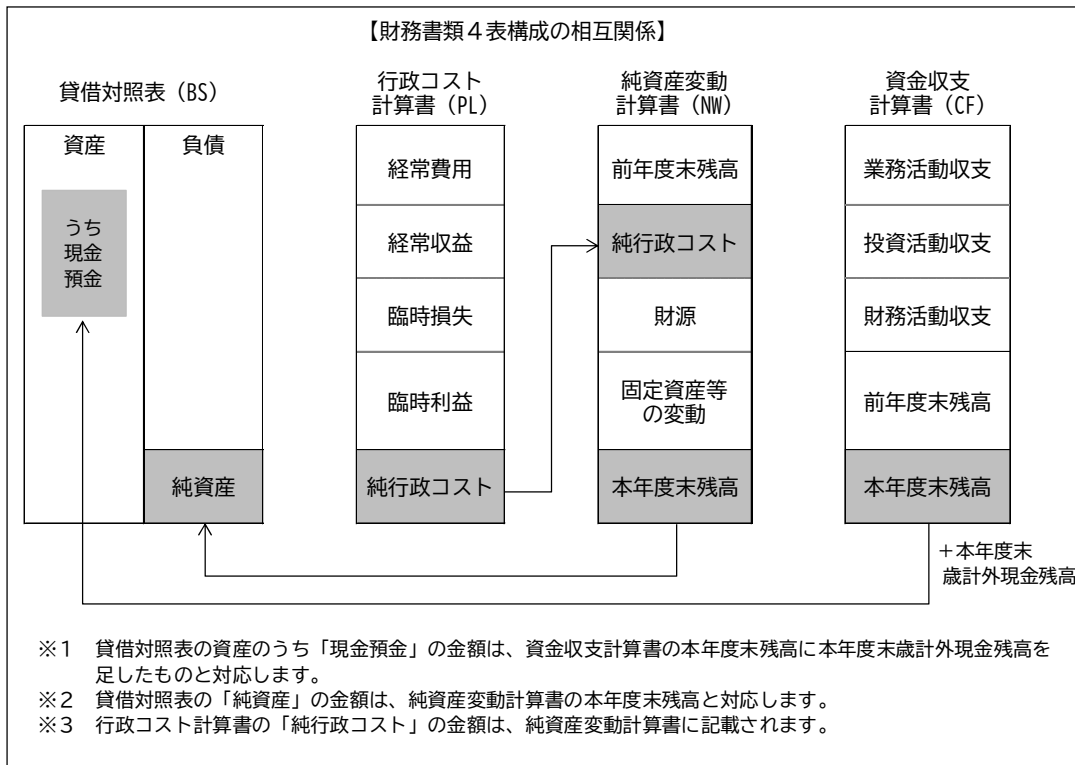 【財務書類4表構成の相互関係】
貸借対照表（BS）
資産
負債
うち
現金
預金
純資産
行政コスト
計算書（PL）
経常費用
経常収益
臨時損失
臨時利益
純行政コスト
純資産変動
計算書（NW）
前年度末残高
純行政コスト
財源
固定資産等
の変動
本年度末残高
資金収支
計算書（CF）
業務活動収支
投資活動収支
財務活動収支
前年度末残高
本年度末残高
＋本年度末
歳計外現金残高
※1　貸借対照表の資産のうち「現金預金」の金額は、資金収支計算書の本年度末残高に本年度末歳計外現金残高を
足したものと対応します。
※2　貸借対照表の「純資産」の金額は、純資産変動計算書の本年度末残高と対応します。
※3　行政コスト計算書の「純行政コスト」の金額は、純資産変動計算書に記載されます。